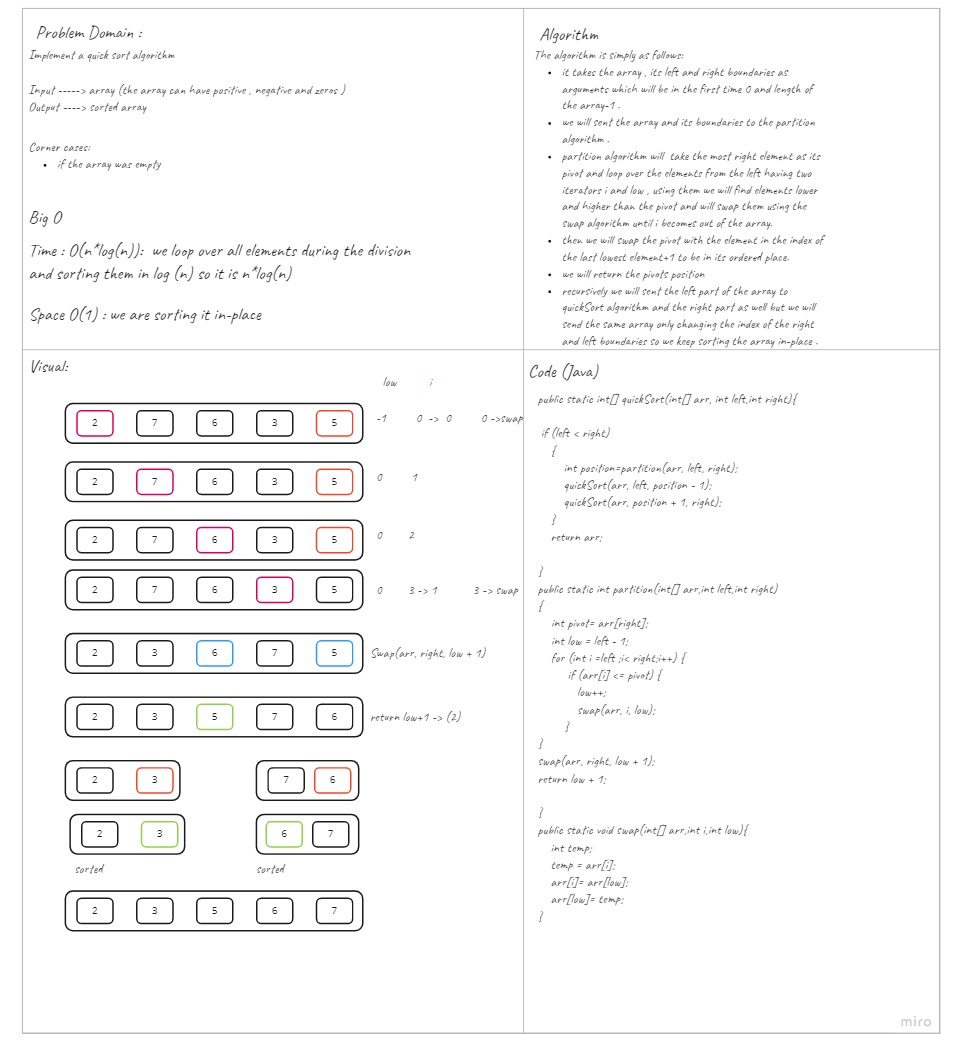 Problem Domain :
Implement a quick sort algorithm
Input -----> array (the array can have positive , negative and zeros )
Output ----> sorted array
Corner cases:
• if the array was empty
Big O
Time : O(n*log(n)): we loop over all elements during the division
and sorting them in log (n) so it is n*log(n)
Space O(1) : we are sorting it in-place
Algorithm
The algorithm is simply as follows:
• it takes the array , its left and right boundaries as
arguments which will be in the first time 0 and length of
the array-1 .
• we will sent the array and its boundaries to the partition
algorithm .
• partition algorithm will take the most right element as its
pivot and loop over the elements from the left having two
iterators i and low , using them we will find elements lower
and higher than the pivot and will swap them using the
swap algorithm until i becomes out of the array.
• then we will swap the pivot with the element in the index of
the last lowest element+1 to be in its ordered place.
• we will return the pivots position
• recursively we will sent the left part of the array to
quickSort algorithm and the right part as well but we will
send the same array only changing the index of the right
and left boundaries so we keep sorting the array in-place .
Visual:
low i
2 7 6 3 5 -1 0 -> 0 0 ->swap
2 7 6 3 5 0 1
2 7 6 3 5 0 2
2 7 6 3 5 0 3 -> 1 3 -> swap
2 3 6 7 5 Swap(arr, right, low + 1)
2 3 5 7 6 return low+1 -> (2)
2 3 7 6
2 3 6 7
sorted sorted
2 3 5 6 7
Code (Java)
public static int[] quickSort(int[] arr, int left,int right){
if (left < right)
{
int position=partition(arr, left, right);
quickSort(arr, left, position - 1);
quickSort(arr, position + 1, right);
}
return arr;
}
public static int partition(int[] arr,int left,int right)
{
int pivot= arr[right];
int low = left - 1;
for (int i =left ;i< right;i++) {
if (arr[i] <= pivot) {
low++;
swap(arr, i, low);
}
}
swap(arr, right, low + 1);
return low + 1;
}
public static void swap(int[] arr,int i,int low){
int temp;
temp = arr[i];
arr[i]= arr[low];
arr[low]= temp;
}
miro